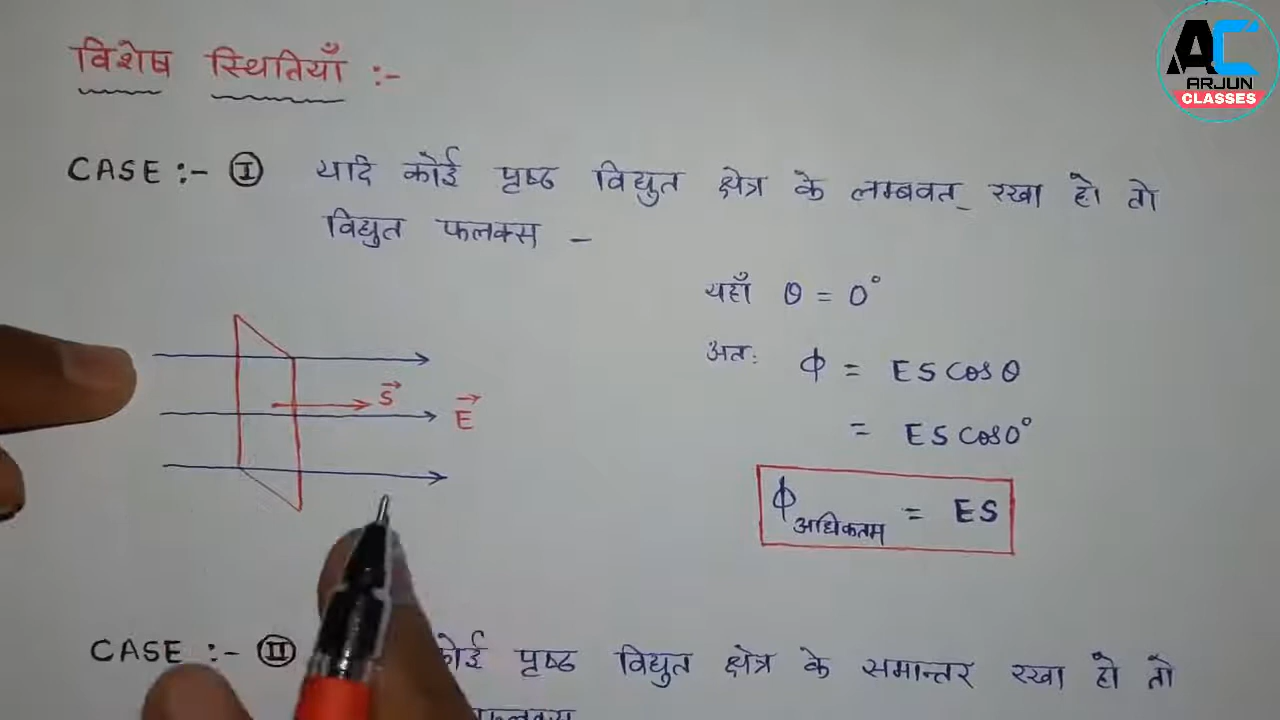 विशेष स्थितियाँ :-
AC
ARJUN
CLASSES
CASE :- I यदि कोई पृष्ठ विद्युत क्षेत्र के लम्बवत् रखा हो तो
विद्युत फलक्स -
यहाँ θ = 0°
अतः ϕ = ES cos θ
= ES cos 0°
ϕ अधिकतम = ES
S⃗
E⃗
CASE :- II कोई पृष्ठ विद्युत क्षेत्र के समान्तर रखा हो तो